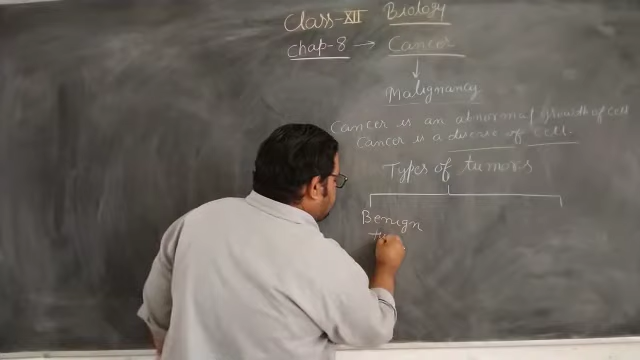 Class-XII Biology
Chap-8 → Cancer
↓
Malignancy
Cancer is an abnormal growth of cell
Cancer is a disease of cell.
Types of tumors
Benign
tu